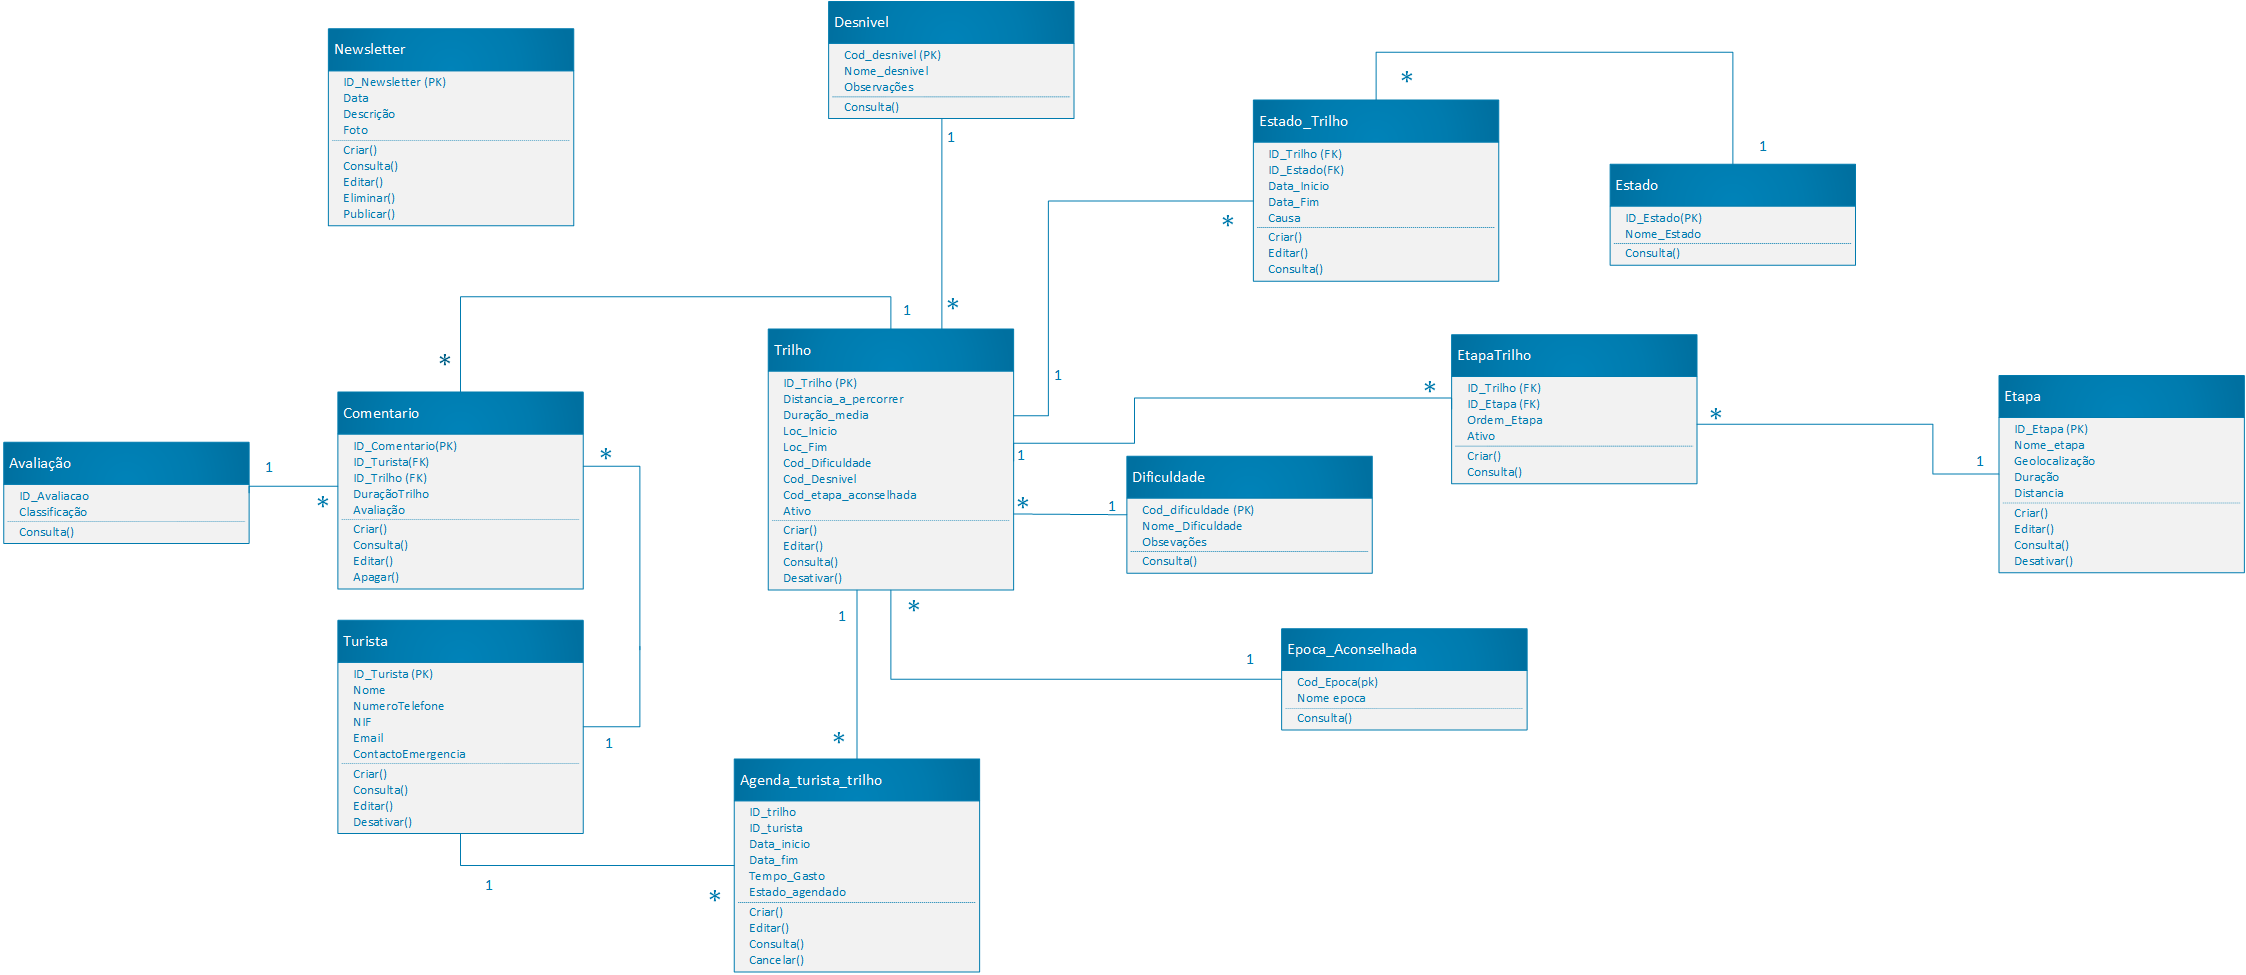 Newsletter
ID_Newsletter (PK)
Data
Descrição
Foto
Criar()
Consulta()
Editar()
Eliminar()
Publicar()
Desnivel
Cod_desnivel (PK)
Nome_desnivel
Observações
Consulta()
1
*
Estado_Trilho
ID_Trilho (FK)
ID_Estado(FK)
Data_Inicio
Data_Fim
Causa
Criar()
Editar()
Consulta()
*
1
Estado
ID_Estado(PK)
Nome_Estado
Consulta()
*
1
1
*
Trilho
ID_Trilho (PK)
Distancia_a_percorrer
Duração_media
Loc_Inicio
Loc_Fim
Cod_Dificuldade
Cod_Desnivel
Cod_etapa_aconselhada
Ativo
Criar()
Editar()
Consulta()
Desativar()
EtapaTrilho
ID_Trilho (FK)
ID_Etapa (FK)
Ordem_Etapa
Ativo
Criar()
Consulta()
*
1
*
1
Etapa
ID_Etapa (PK)
Nome_etapa
Geolocalização
Duração
Distancia
Criar()
Editar()
Consulta()
Desativar()
Comentario
ID_Comentario(PK)
ID_Turista(FK)
ID_Trilho (FK)
DuraçãoTrilho
Avaliação
Criar()
Consulta()
Editar()
Apagar()
Avaliação
ID_Avaliacao
Classificação
Consulta()
1
*
*
1
Dificuldade
Cod_dificuldade (PK)
Nome_Dificuldade
Obsevações
Consulta()
*
1
Turista
ID_Turista (PK)
Nome
NumeroTelefone
NIF
Email
ContactoEmergencia
Criar()
Consulta()
Editar()
Desativar()
Epoca_Aconselhada
Cod_Epoca(pk)
Nome epoca
Consulta()
*
1
1
*
Agenda_turista_trilho
ID_trilho
ID_turista
Data_inicio
Data_fim
Tempo_Gasto
Estado_agendado
Criar()
Editar()
Consulta()
Cancelar()
1
*